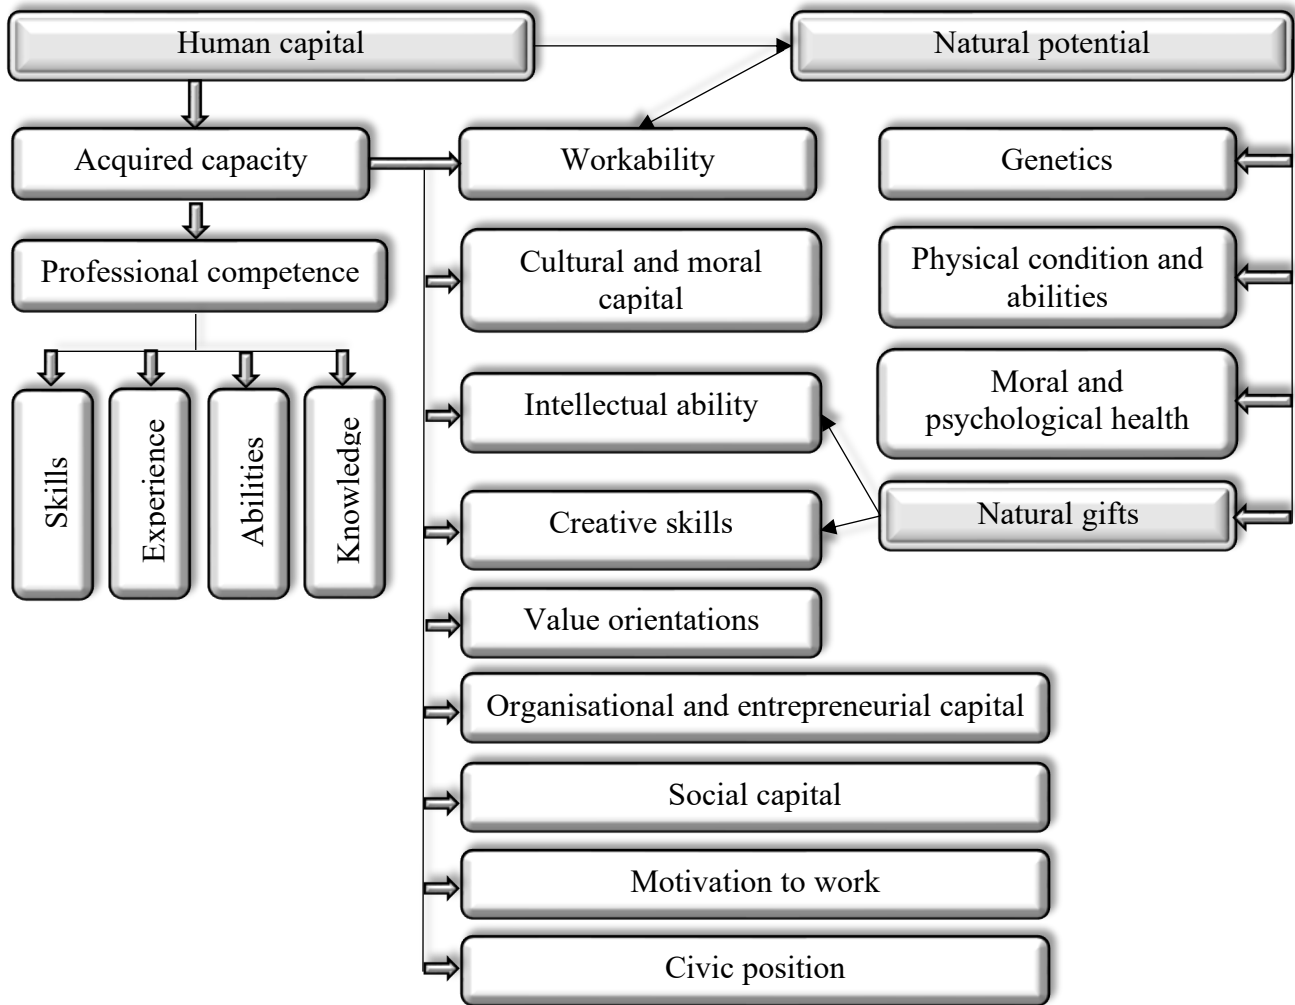 Human capital
Natural potential
Acquired capacity
Workability
Genetics
Professional competence
Cultural and moral
capital
Physical condition and
abilities
Skills
Experience
Abilities
Knowledge
Intellectual ability
Moral and
psychological health
Creative skills
Natural gifts
Value orientations
Organisational and entrepreneurial capital
Social capital
Motivation to work
Civic position